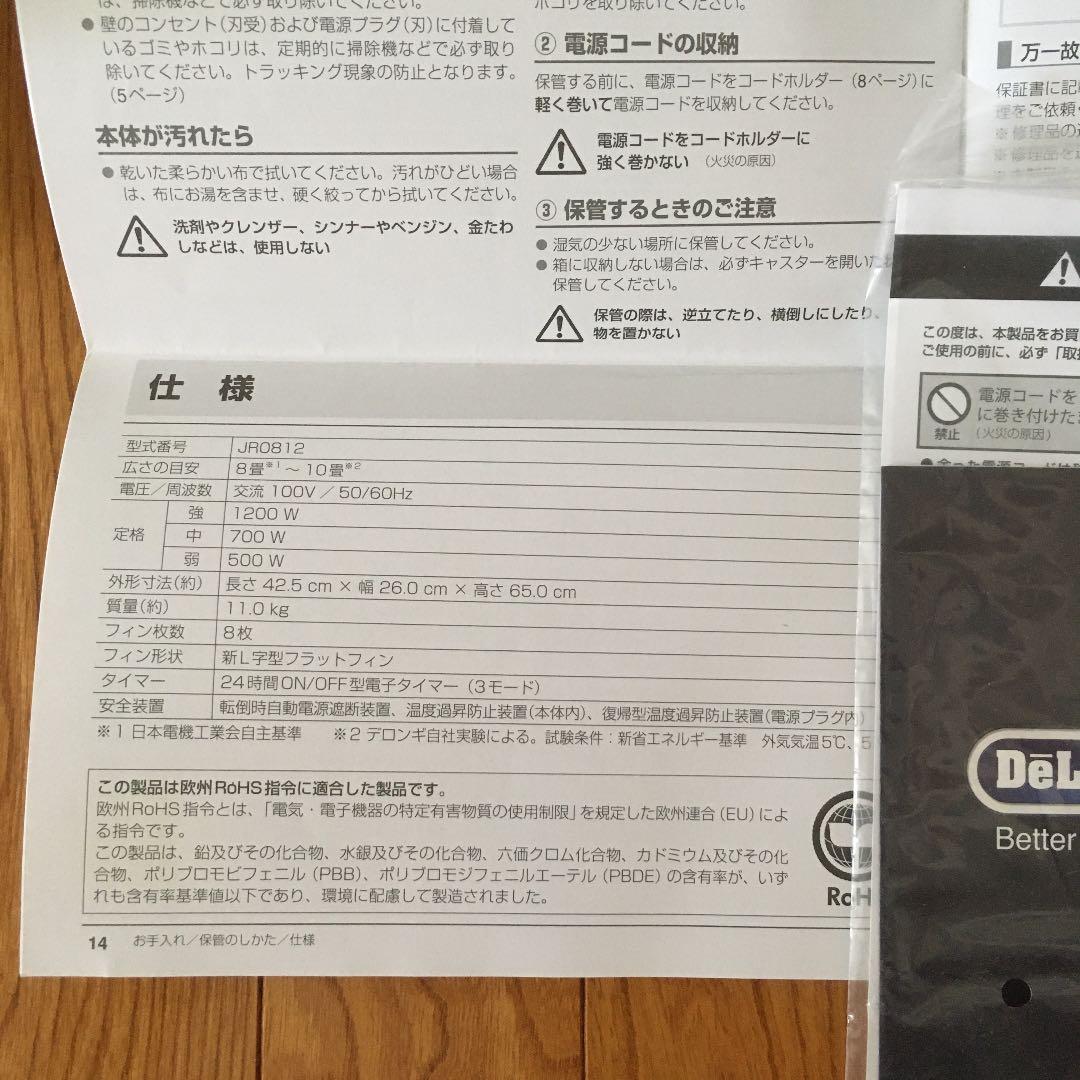 は、掃除機などで必ず取り除いてください。
● 壁のコンセント(刃受)および電源プラグ(刃)に付着して
いるゴミやホコリは、定期的に掃除機などで必ず取り
除いてください。トラッキング現象の防止となります。
(5ページ)
本体が汚れたら
● 乾いた柔らかい布で拭いてください。汚れがひどい場合
は、布にお湯を含ませ、硬く絞ってから拭いてください。
洗剤やクレンザー、シンナーやベンジン、金たわ
しなどは、使用しない
ホコリを取り除いてください。
② 電源コードの収納
保管する前に、電源コードをコードホルダー(8ページ)に
軽く巻いて電源コードを収納してください。
電源コードをコードホルダーに
強く巻かない (火災の原因)
③ 保管するときのご注意
● 湿気の少ない場所に保管してください。
● 箱に収納しない場合は、必ずキャスターを開いた
保管してください。
保管の際は、逆立てたり、横倒しにしたり、
物を置かない
仕 様
型式番号 JR0812
広さの目安 8畳※1～10畳※2
電圧／周波数 交流 100V／50/60Hz
定格 強 1200 W
中 700 W
弱 500 W
外形寸法(約) 長さ 42.5 cm × 幅 26.0 cm × 高さ 65.0 cm
質量(約) 11.0 kg
フィン枚数 8枚
フィン形状 新L字型フラットフィン
タイマー 24時間ON/OFF型電子タイマー(3モード)
安全装置 転倒時自動電源遮断装置、温度過昇防止装置(本体内)、復帰型温度過昇防止装置(電源プラグ内)
※1 日本電機工業会自主基準 ※2 デロンギ自社実験による。試験条件：新省エネルギー基準 外気気温5℃、5
この製品は欧州RoHS指令に適合した製品です。
欧州RoHS指令とは、「電気・電子機器の特定有害物質の使用制限」を規定した欧州連合(EU)によ
る指令です。
この製品は、鉛及びその化合物、水銀及びその化合物、六価クロム化合物、カドミウム及びその化
合物、ポリブロモビフェニル(PBB)、ポリブロモジフェニルエーテル(PBDE)の含有率が、いず
れも含有率基準値以下であり、環境に配慮して製造されました。
RoH
14 お手入れ／保管のしかた／仕様
万一故
保証書に記
理をご依頼
※修理品の
※修理品を
この度は、本製品をお買
ご使用の前に、必ず「取
禁止
電源コードを
に巻き付けた
(火災の原因)
DēL
Better